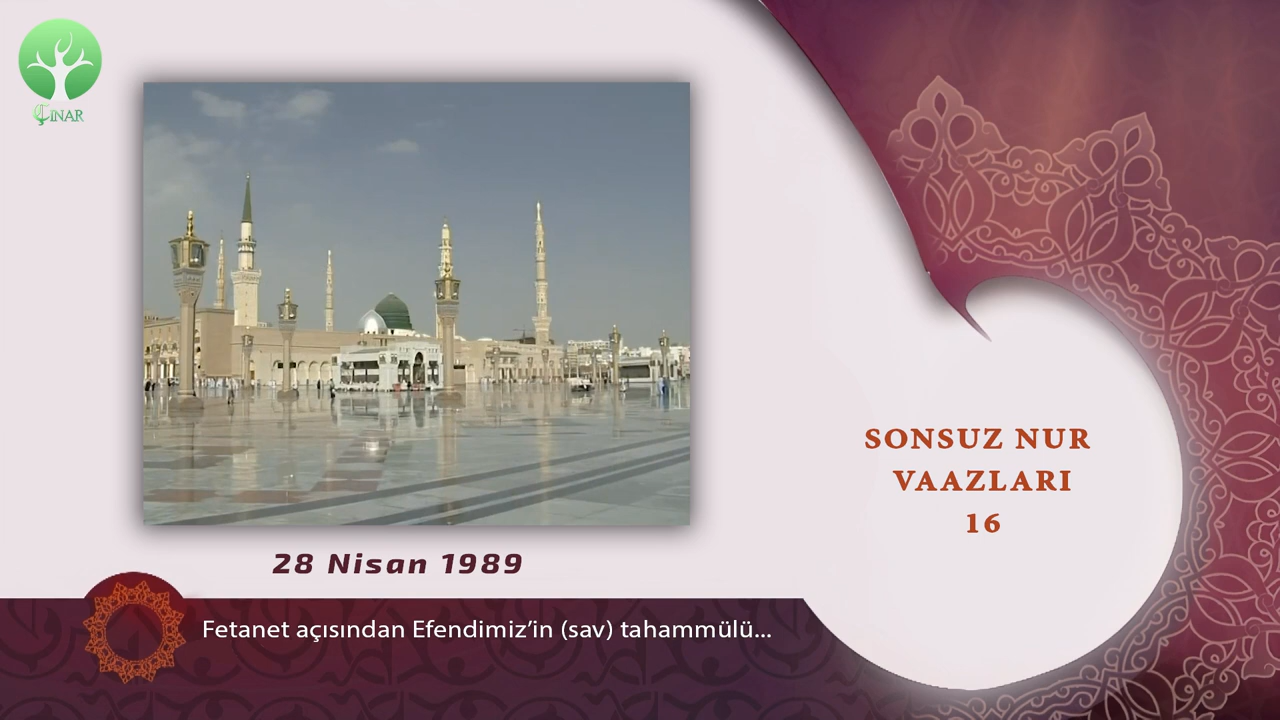 ÇINAR
28 Nisan 1989
SONSUZ NUR
VAAZLARI
16
Fetanet açısından Efendimiz’in (sav) tahammülü...